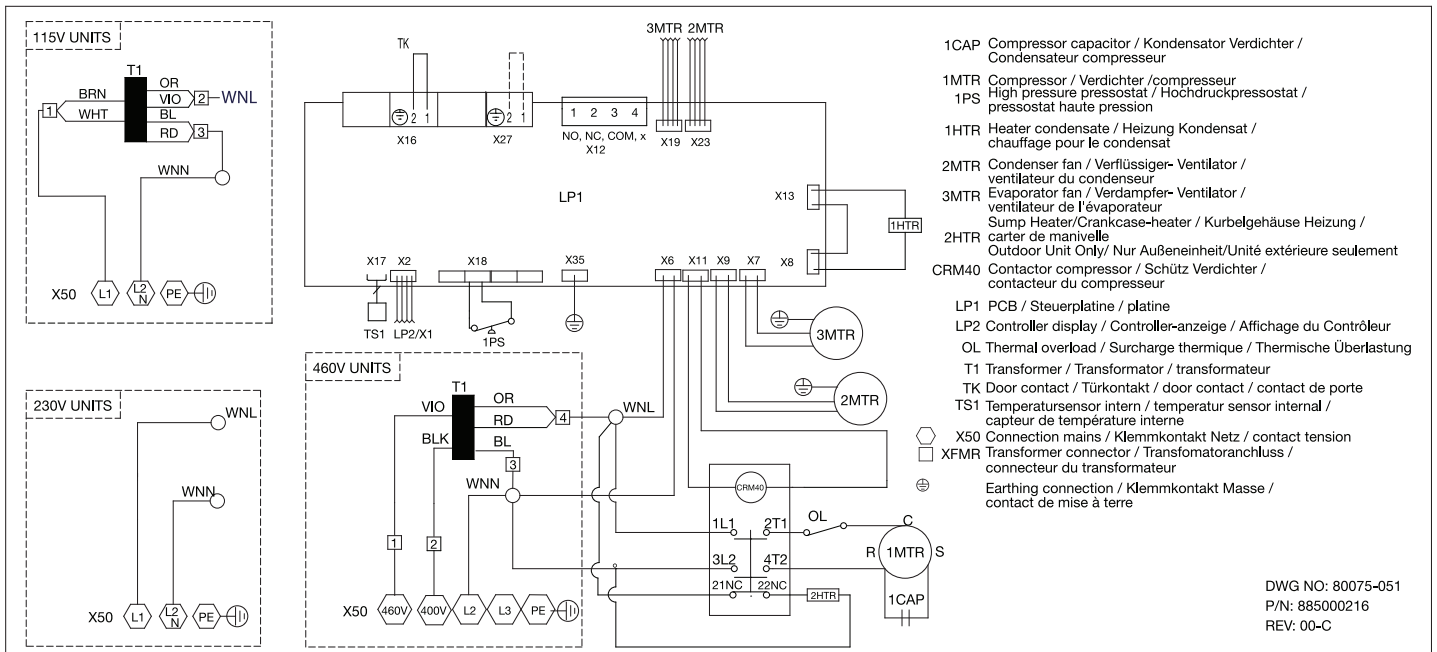 115V UNITS
T1
BRN
WHT
1
OR
VIO
2
WNL
BL
RD
3
WNN
X50
L1
L2
N
PE
230V UNITS
WNL
WNN
X50
L1
L2
N
PE
TK
2 1
X16
2 1
X27
1 2 3 4
NO, NC, COM, x
X12
3MTR 2MTR
X19 X23
LP1
X13
X8
1HTR
X17 X2 X18 X35 X6 X11 X9 X7
TS1 LP2/X1
1PS
3MTR
2MTR
460V UNITS
T1
VIO
OR
RD
4
WNL
BLK
BL
3
WNN
1
2
X50
460V
400V
L2
L3
PE
CRM40
1L1 2T1
OL
3L2 4T2
21NC 22NC
2HTR
C
R 1MTR S
1CAP
1CAP Compressor capacitor / Kondensator Verdichter /
Condensateur compresseur
1MTR Compressor / Verdichter /compresseur
1PS High pressure pressostat / Hochdruckpressostat /
pressostat haute pression
1HTR Heater condensate / Heizung Kondensat /
chauffage pour le condensat
2MTR Condenser fan / Verflüssiger- Ventilator /
ventilateur du condenseur
3MTR Evaporator fan / Verdampfer- Ventilator /
ventilateur de l'évaporateur
Sump Heater/Crankcase-heater / Kurbelgehäuse Heizung /
2HTR carter de manivelle
Outdoor Unit Only/ Nur Außeneinheit/Unité extérieure seulement
CRM40 Contactor compressor / Schütz Verdichter /
contacteur du compresseur
LP1 PCB / Steuerplatine / platine
LP2 Controller display / Controller-anzeige / Affichage du Contrôleur
OL Thermal overload / Surcharge thermique / Thermische Überlastung
T1 Transformer / Transformator / transformateur
TK Door contact / Türkontakt / door contact / contact de porte
TS1 Temperatursensor intern / temperatur sensor internal /
capteur de température interne
X50 Connection mains / Klemmkontakt Netz / contact tension
XFMR Transformer connector / Transfomatoranchluss /
connecteur du transformateur
Earthing connection / Klemmkontakt Masse /
contact de mise à terre
DWG NO: 80075-051
P/N: 885000216
REV: 00-C